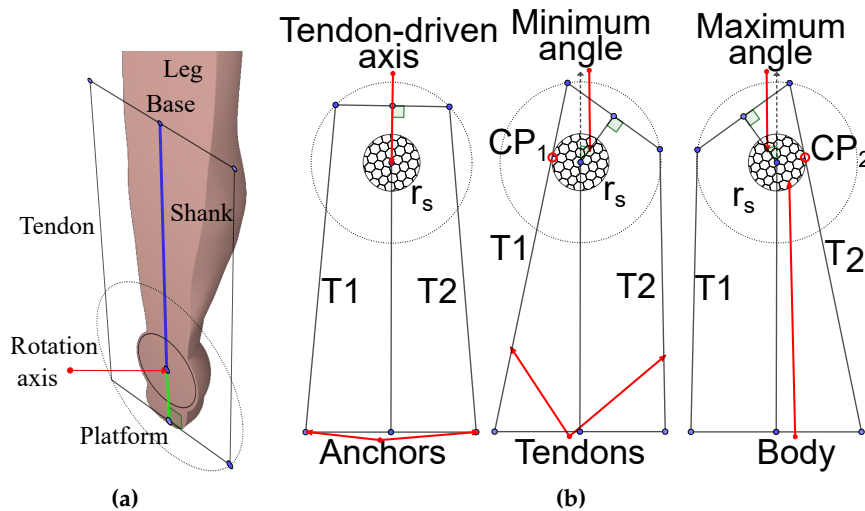 Leg
Base
Shank
Tendon
Rotation
axis
Platform
(a)
Tendon-driven
axis
r_s
T1
T2
Anchors
Minimum
angle
CP_1
r_s
T1
T2
Tendons
Maximum
angle
CP_2
r_s
T1
T_2
Body
(b)